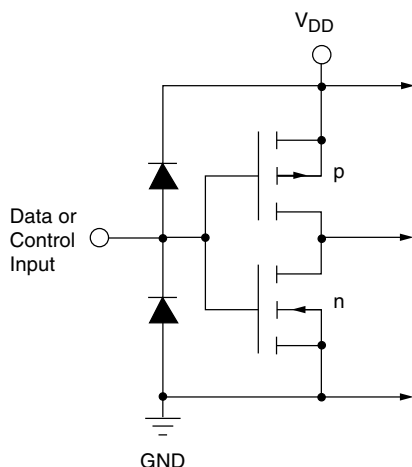 VDD
p
Data or
Control
Input
n
GND